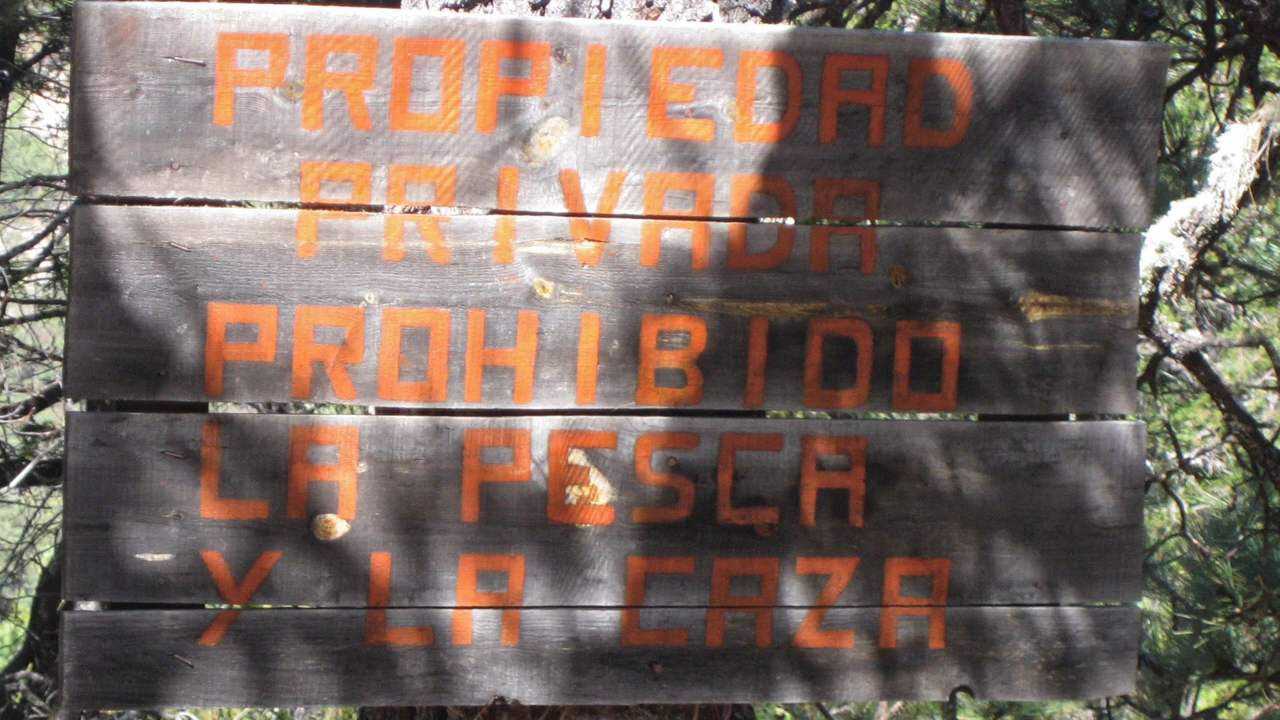 PROPIEDAD
PRIVADA
PROHIBIDO
LA PESCA
Y LA CAZA